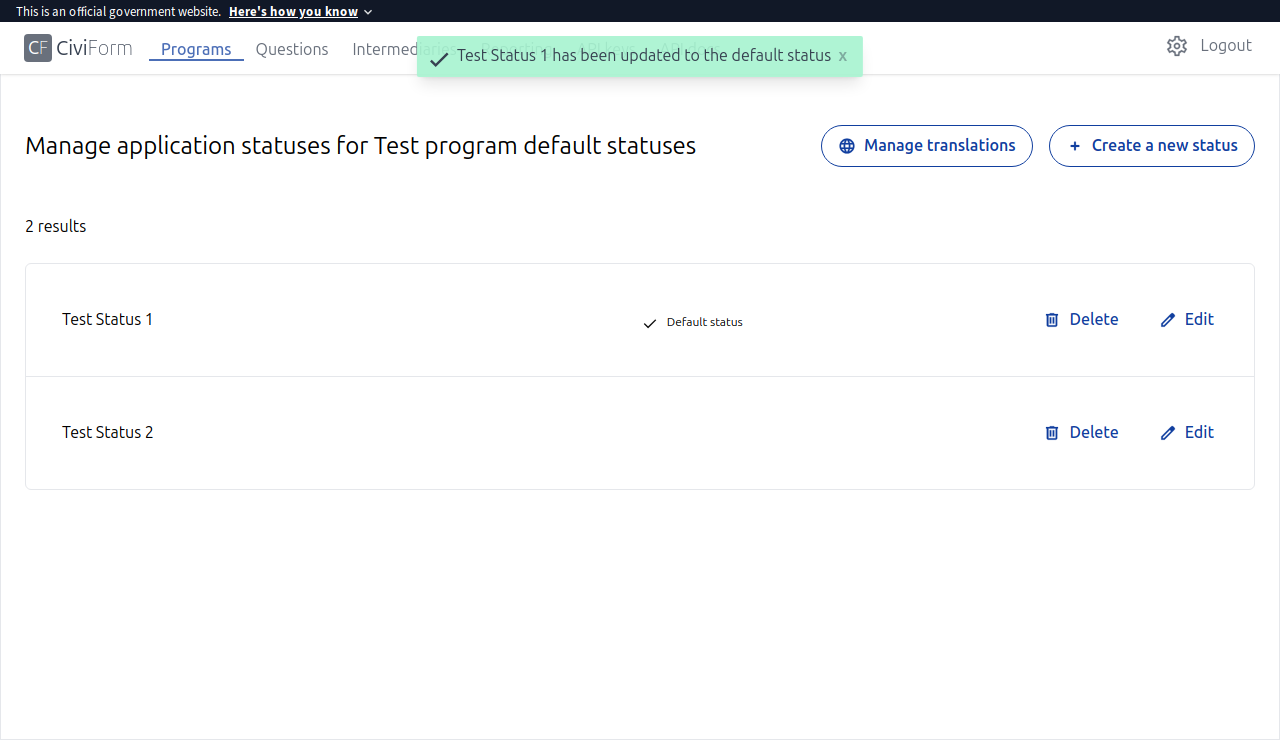 This is an official government website. Here's how you know
CF CiviForm Programs Questions Intermediaries
Test Status 1 has been updated to the default status x
Logout
Manage application statuses for Test program default statuses
Manage translations
+ Create a new status
2 results
Test Status 1
Default status
Delete
Edit
Test Status 2
Delete
Edit